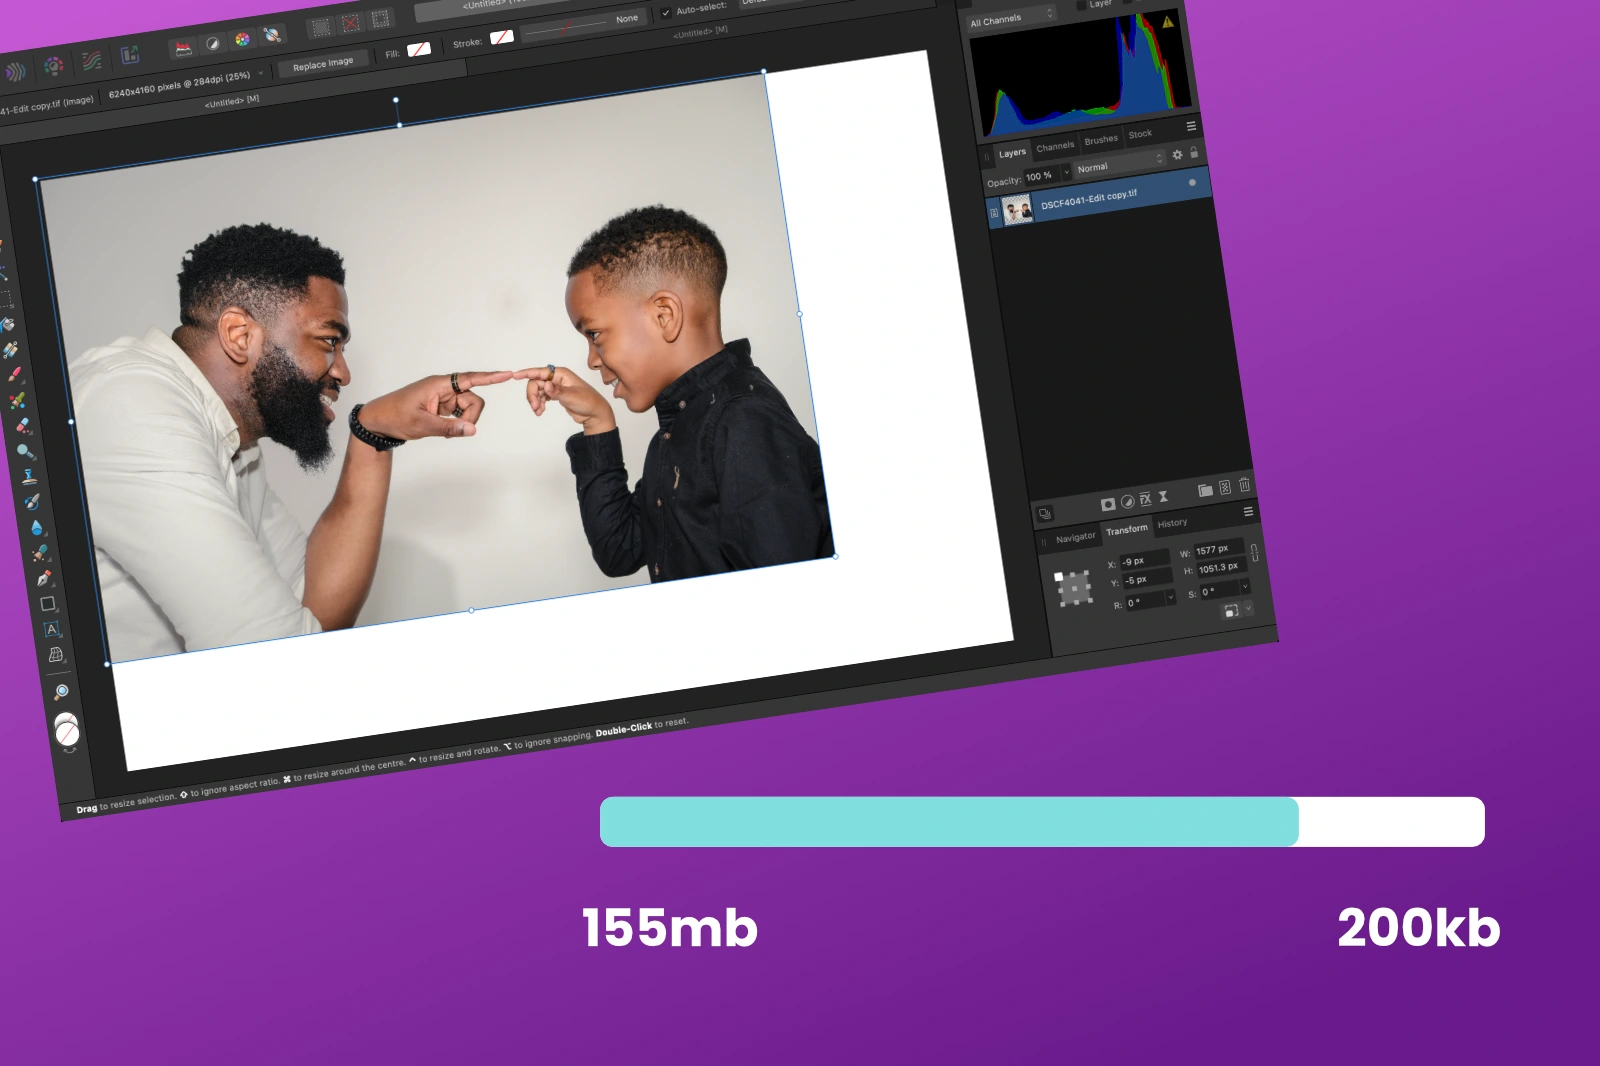 <Untitled>
41-Edit copy.tif (Image)
6240x4160 pixels @ 284dpi (25%)
Replace Image
Fill:
Stroke:
None
Auto-select:
<Untitled> [M]
<Untitled> [M]
All Channels
Layer
Layers
Channels
Brushes
Stock
Opacity:
100 %
Normal
DSCF4041-Edit copy.tif
Navigator
Transform
History
X: -9 px
W: 1577 px
Y: -5 px
H: 1051.3 px
R: 0 °
S: 0 °
A
Drag to resize selection. ⇧ to ignore aspect ratio. ⌘ to resize around the centre. ⌃ to resize and rotate. ⌥ to ignore snapping. Double-Click to reset.
155mb
200kb